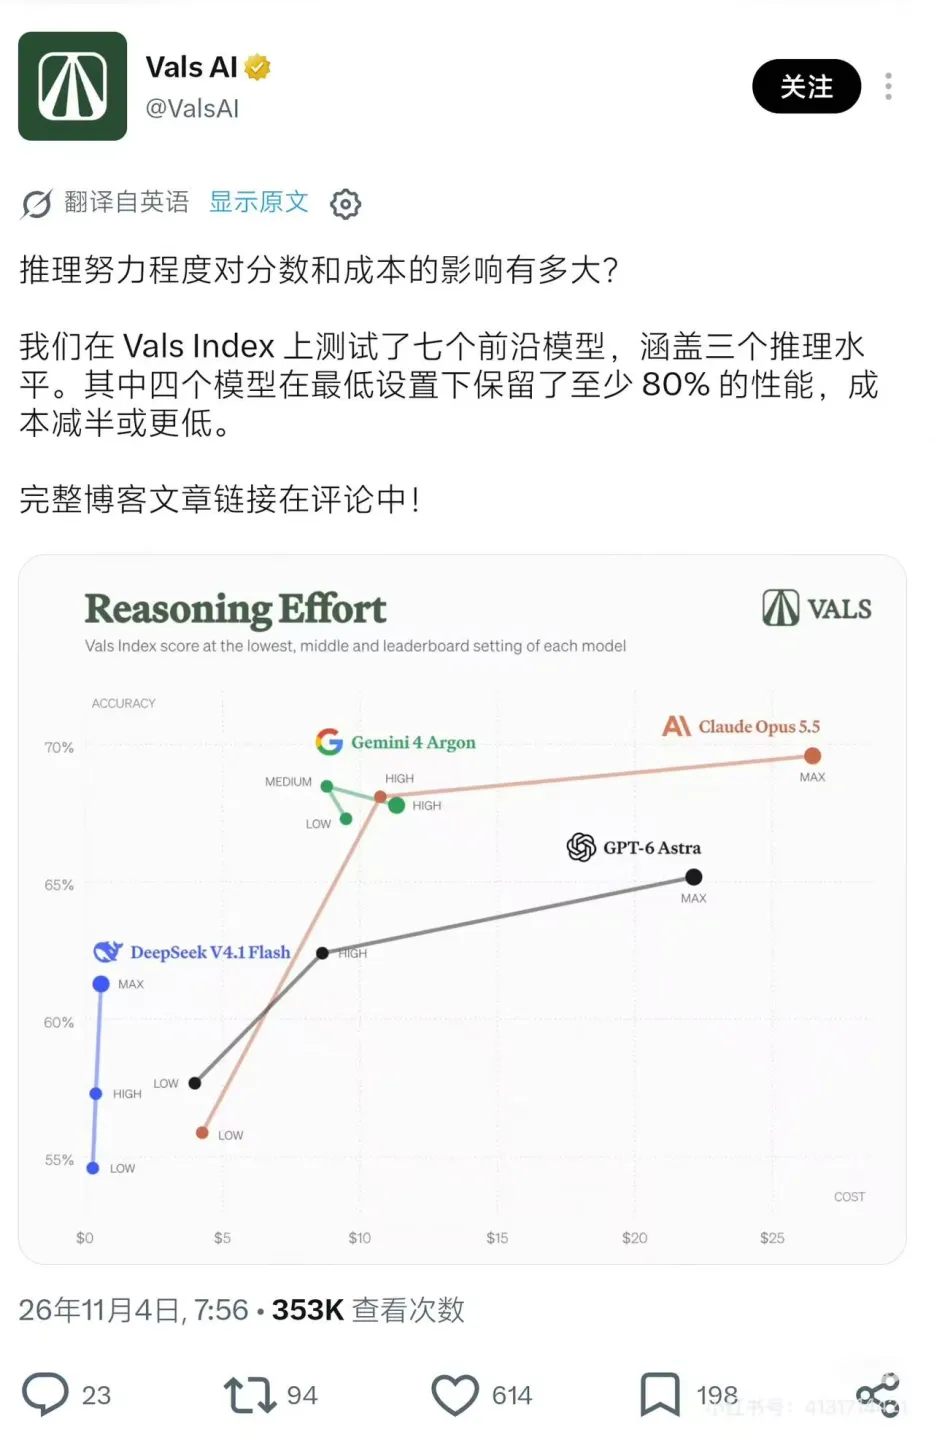 Vals AI
@ValsAI
关注
翻译自英语 显示原文
推理努力程度对分数和成本的影响有多大?
我们在 Vals Index 上测试了七个前沿模型，涵盖三个推理水
平。其中四个模型在最低设置下保留了至少 80% 的性能，成
本减半或更低。
完整博客文章链接在评论中!
Reasoning Effort
VALS
Vals Index score at the lowest, middle and leaderboard setting of each model
ACCURACY
70%
Gemini 4 Argon
Claude Opus 5.5
MEDIUM
HIGH
MAX
HIGH
LOW
GPT-6 Astra
65%
MAX
DeepSeek V4.1 Flash
HIGH
MAX
60%
HIGH
LOW
LOW
55%
LOW
COST
$0
$5
$10
$15
$20
$25
26年11月4日, 7:56 · 353K 查看次数
23
94
614
198
小红书号: